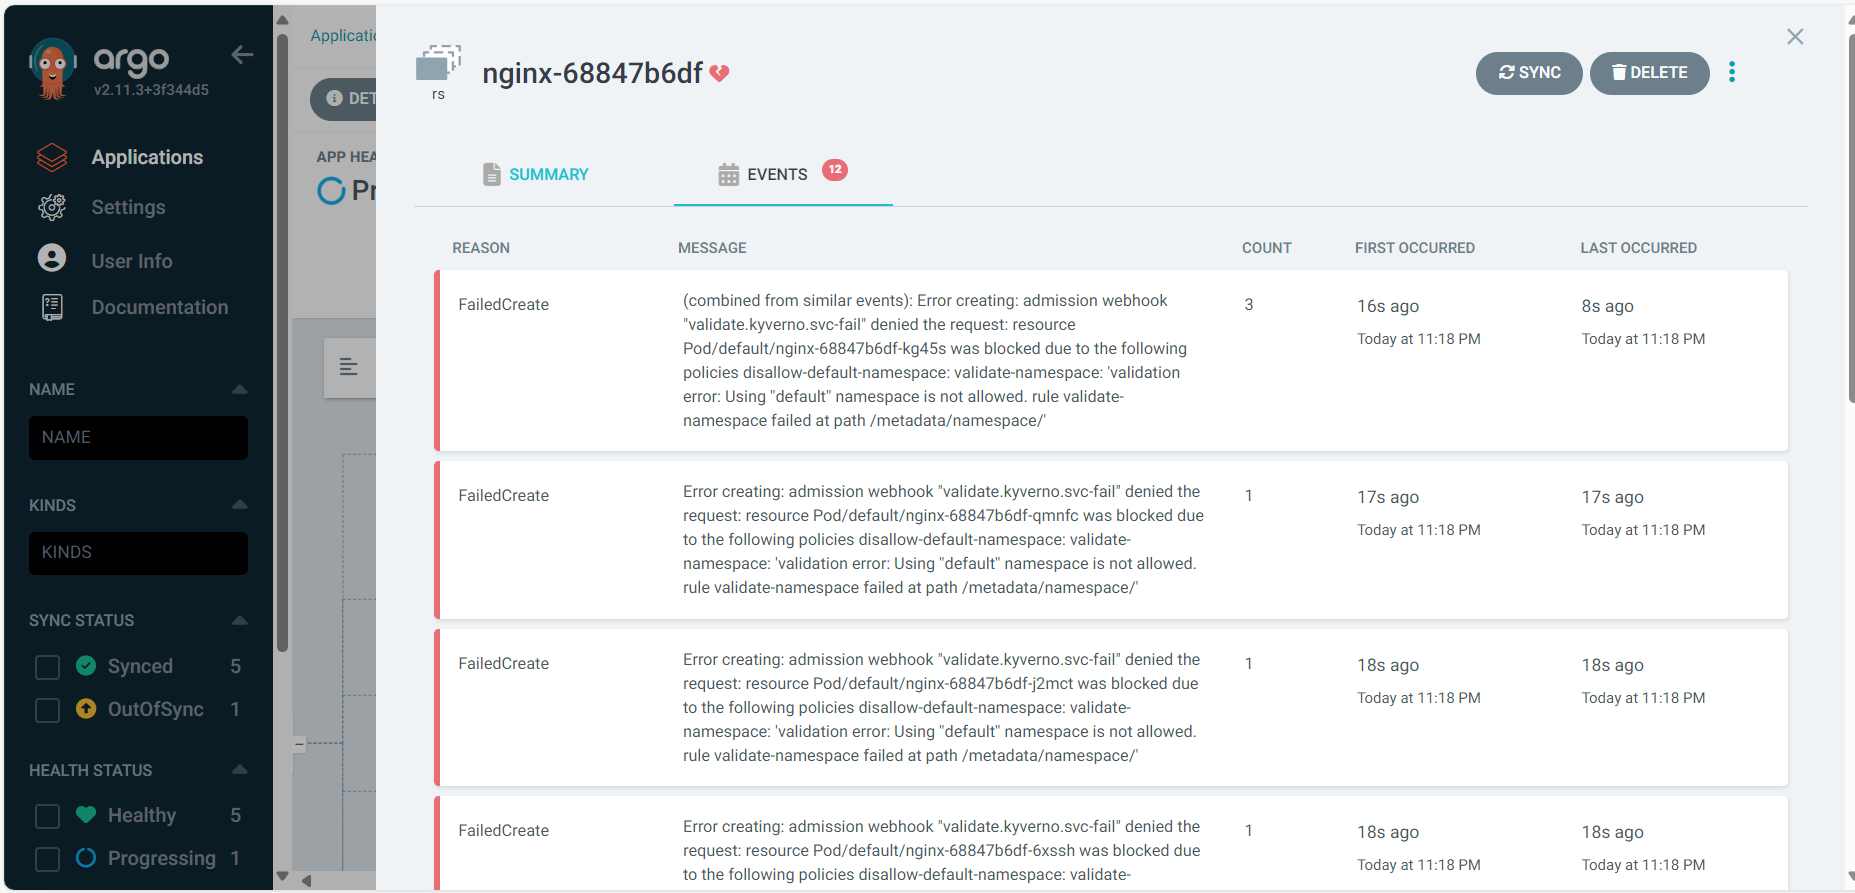 argo
v2.11.3+3f344d5
Applications
Settings
User Info
Documentation
NAME
NAME
KINDS
KINDS
SYNC STATUS
Synced 5
OutOfSync 1
HEALTH STATUS
Healthy 5
Progressing 1
Applicatio
DET
APP HEA
Pr
rs
nginx-68847b6df
SYNC
DELETE
SUMMARY
EVENTS 12
REASON MESSAGE COUNT FIRST OCCURRED LAST OCCURRED
FailedCreate
(combined from similar events): Error creating: admission webhook
"validate.kyverno.svc-fail" denied the request: resource
Pod/default/nginx-68847b6df-kg45s was blocked due to the following
policies disallow-default-namespace: validate-namespace: 'validation
error: Using "default" namespace is not allowed. rule validate-
namespace failed at path /metadata/namespace/'
3
16s ago
Today at 11:18 PM
8s ago
Today at 11:18 PM
FailedCreate
Error creating: admission webhook "validate.kyverno.svc-fail" denied the
request: resource Pod/default/nginx-68847b6df-qmnfc was blocked due
to the following policies disallow-default-namespace: validate-
namespace: 'validation error: Using "default" namespace is not allowed.
rule validate-namespace failed at path /metadata/namespace/'
1
17s ago
Today at 11:18 PM
17s ago
Today at 11:18 PM
FailedCreate
Error creating: admission webhook "validate.kyverno.svc-fail" denied the
request: resource Pod/default/nginx-68847b6df-j2mct was blocked due
to the following policies disallow-default-namespace: validate-
namespace: 'validation error: Using "default" namespace is not allowed.
rule validate-namespace failed at path /metadata/namespace/'
1
18s ago
Today at 11:18 PM
18s ago
Today at 11:18 PM
FailedCreate
Error creating: admission webhook "validate.kyverno.svc-fail" denied the
request: resource Pod/default/nginx-68847b6df-6xssh was blocked due
to the following policies disallow-default-namespace: validate-
1
18s ago
Today at 11:18 PM
18s ago
Today at 11:18 PM